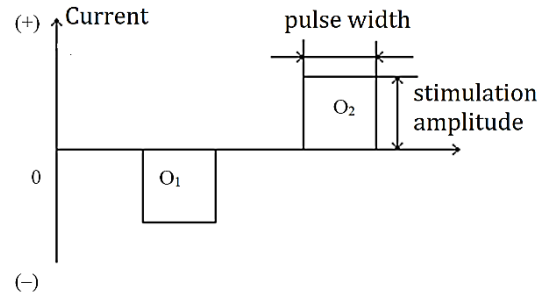 (+)
Current
pulse width
O₂
stimulation
amplitude
0
O₁
(–)